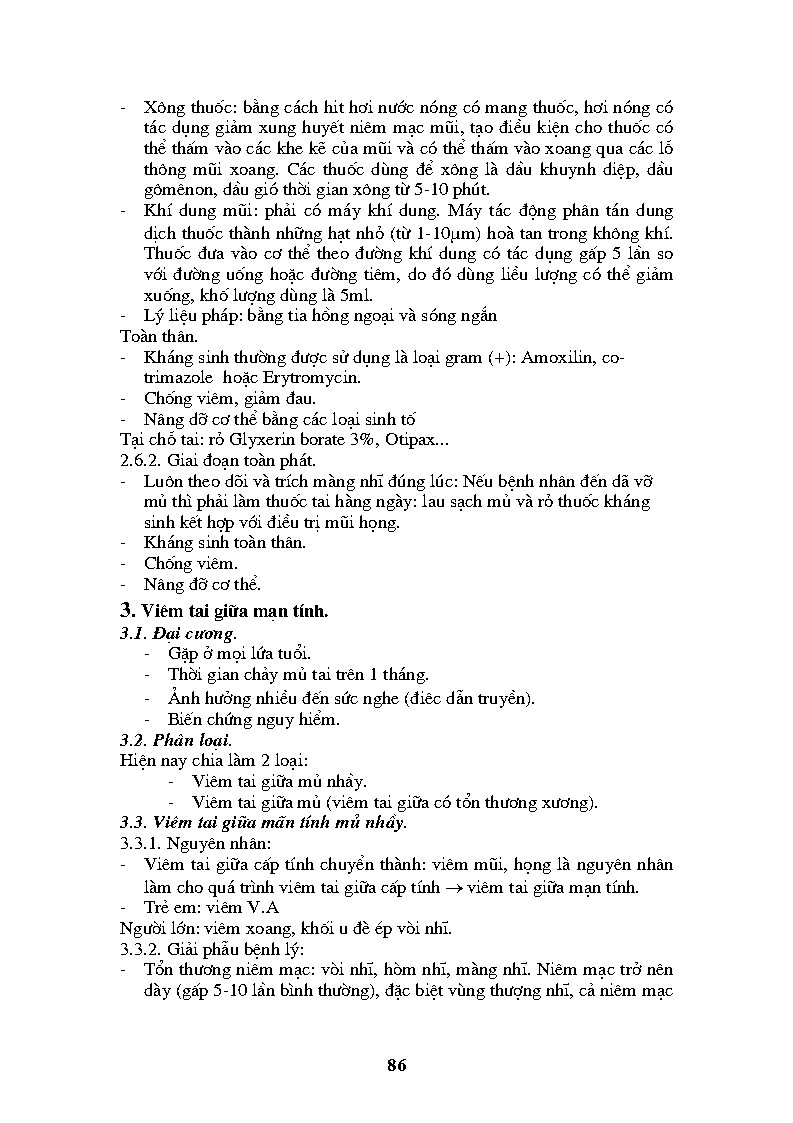 - Xông thuốc: bằng cách hit hơi nước nóng có mang thuốc, hơi nóng có
tác dụng giảm xung huyết niêm mạc mũi, tạo điều kiện cho thuốc có
thể thấm vào các khe kẽ của mũi và có thể thấm vào xoang qua các lỗ
thông mũi xoang. Các thuốc dùng để xông là dầu khuynh diệp, dầu
gômênon, dầu gió thời gian xông từ 5-10 phút.
- Khí dung mũi: phải có máy khí dung. Máy tác động phân tán dung
dịch thuốc thành những hạt nhỏ (từ 1-10µm) hoà tan trong không khí.
Thuốc đưa vào cơ thể theo đường khí dung có tác dụng gấp 5 lần so
với đường uống hoặc đường tiêm, do đó dùng liều lượng có thể giảm
xuống, khố lượng dùng là 5ml.
- Lý liệu pháp: bằng tia hồng ngoại và sóng ngắn
Toàn thân.
- Kháng sinh thường được sử dụng là loại gram (+): Amoxilin, co-
trimazole hoặc Erytromycin.
- Chống viêm, giảm đau.
- Nâng dỡ cơ thể bằng các loại sinh tố
Tại chỗ tai: rỏ Glyxerin borate 3%, Otipax...
2.6.2. Giai đoạn toàn phát.
- Luôn theo dõi và trích màng nhĩ đúng lúc: Nếu bệnh nhân đến dã vỡ
mủ thì phải làm thuốc tai hàng ngày: lau sạch mủ và rỏ thuốc kháng
sinh kết hợp với điều trị mũi họng.
- Kháng sinh toàn thân.
- Chống viêm.
- Nâng đỡ cơ thể.
3. Viêm tai giữa mạn tính.
3.1. Đại cương.
- Gặp ở mọi lứa tuổi.
- Thời gian chảy mủ tai trên 1 tháng.
- Ảnh hưởng nhiều đến sức nghe (điêc dẫn truyền).
- Biến chứng nguy hiểm.
3.2. Phân loại.
Hiện nay chia làm 2 loại:
- Viêm tai giữa mủ nhầy.
- Viêm tai giữa mủ (viêm tai giữa có tổn thương xương).
3.3. Viêm tai giữa mãn tính mủ nhầy.
3.3.1. Nguyên nhân:
- Viêm tai giữa cấp tính chuyển thành: viêm mũi, họng là nguyên nhân
làm cho quá trình viêm tai giữa cấp tính → viêm tai giữa mạn tính.
- Trẻ em: viêm V.A
Người lớn: viêm xoang, khối u đè ép vòi nhĩ.
3.3.2. Giải phẫu bệnh lý:
- Tổn thương niêm mạc: vòi nhĩ, hòm nhĩ, màng nhĩ. Niêm mạc trở nên
dày (gấp 5-10 lần bình thường), đặc biệt vùng thượng nhĩ, cả niêm mạc
86